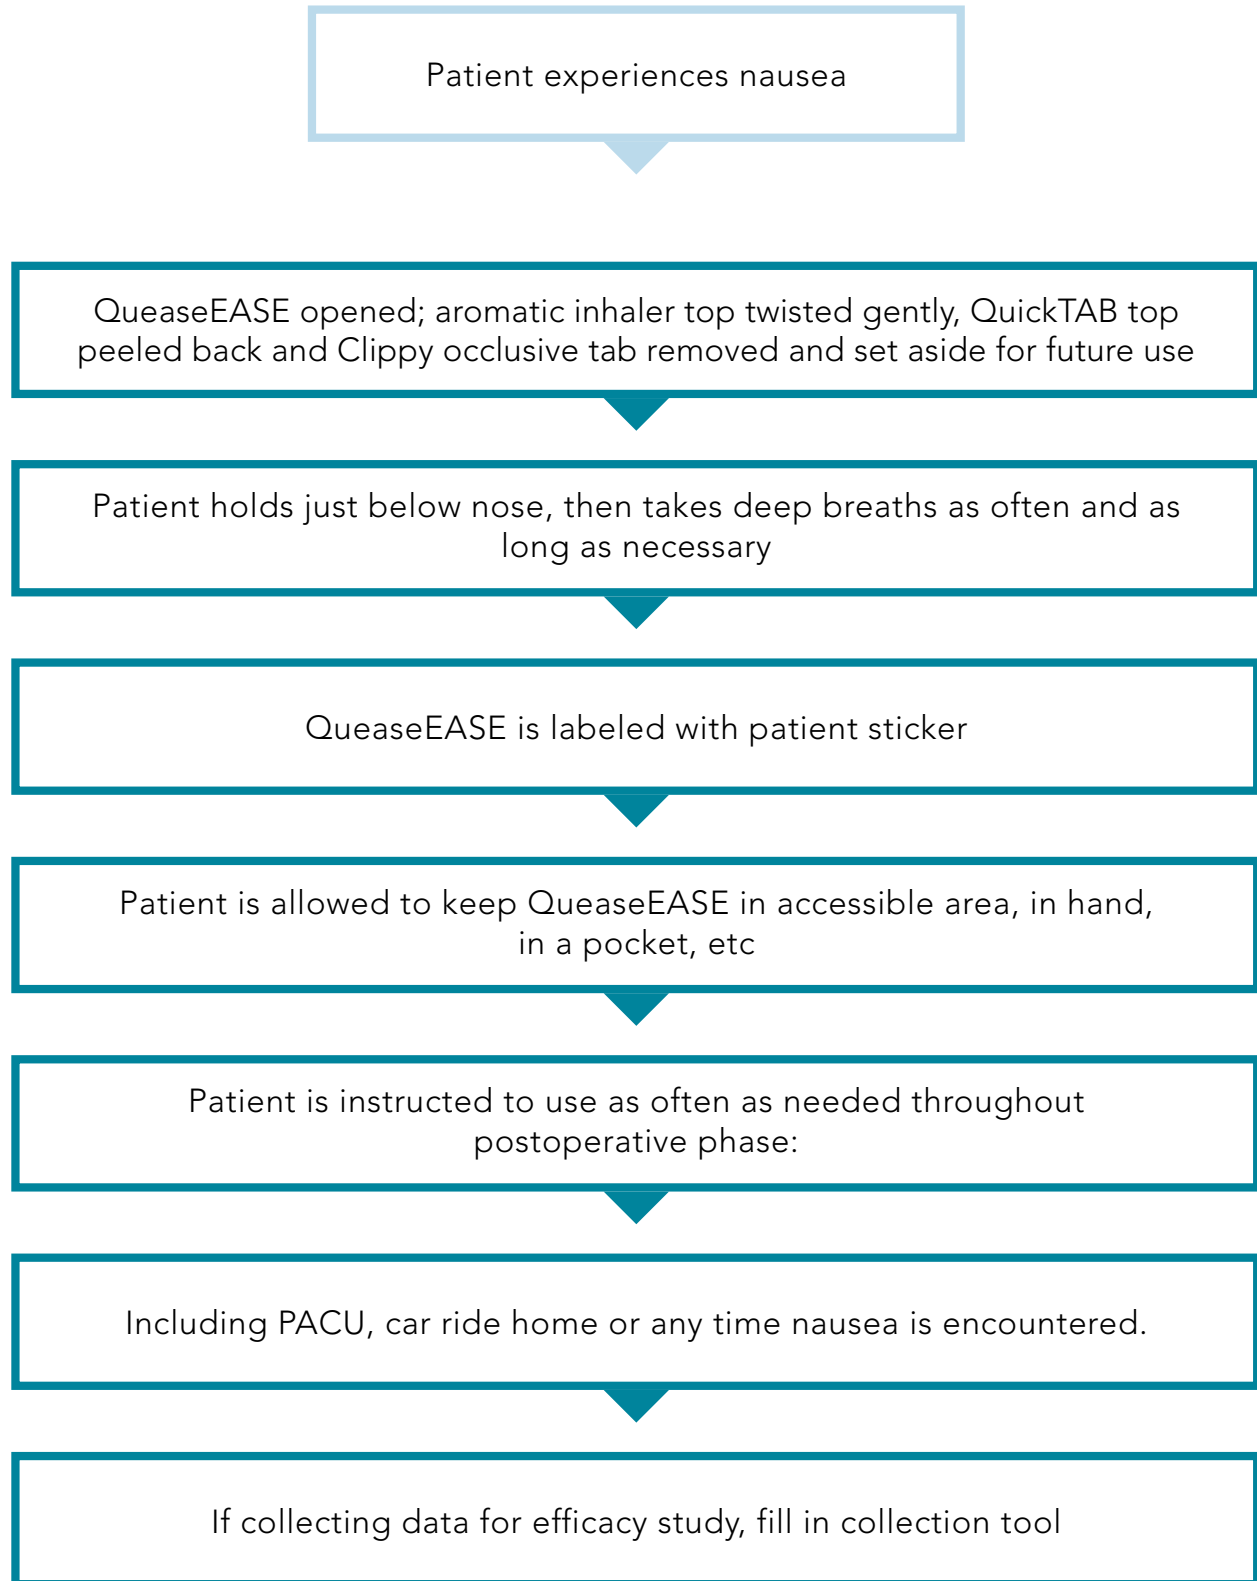 Patient experiences nausea
QueaseEASE opened; aromatic inhaler top twisted gently, QuickTAB top
peeled back and Clippy occlusive tab removed and set aside for future use
Patient holds just below nose, then takes deep breaths as often and as
long as necessary
QueaseEASE is labeled with patient sticker
Patient is allowed to keep QueaseEASE in accessible area, in hand,
in a pocket, etc
Patient is instructed to use as often as needed throughout
postoperative phase:
Including PACU, car ride home or any time nausea is encountered.
If collecting data for efficacy study, fill in collection tool